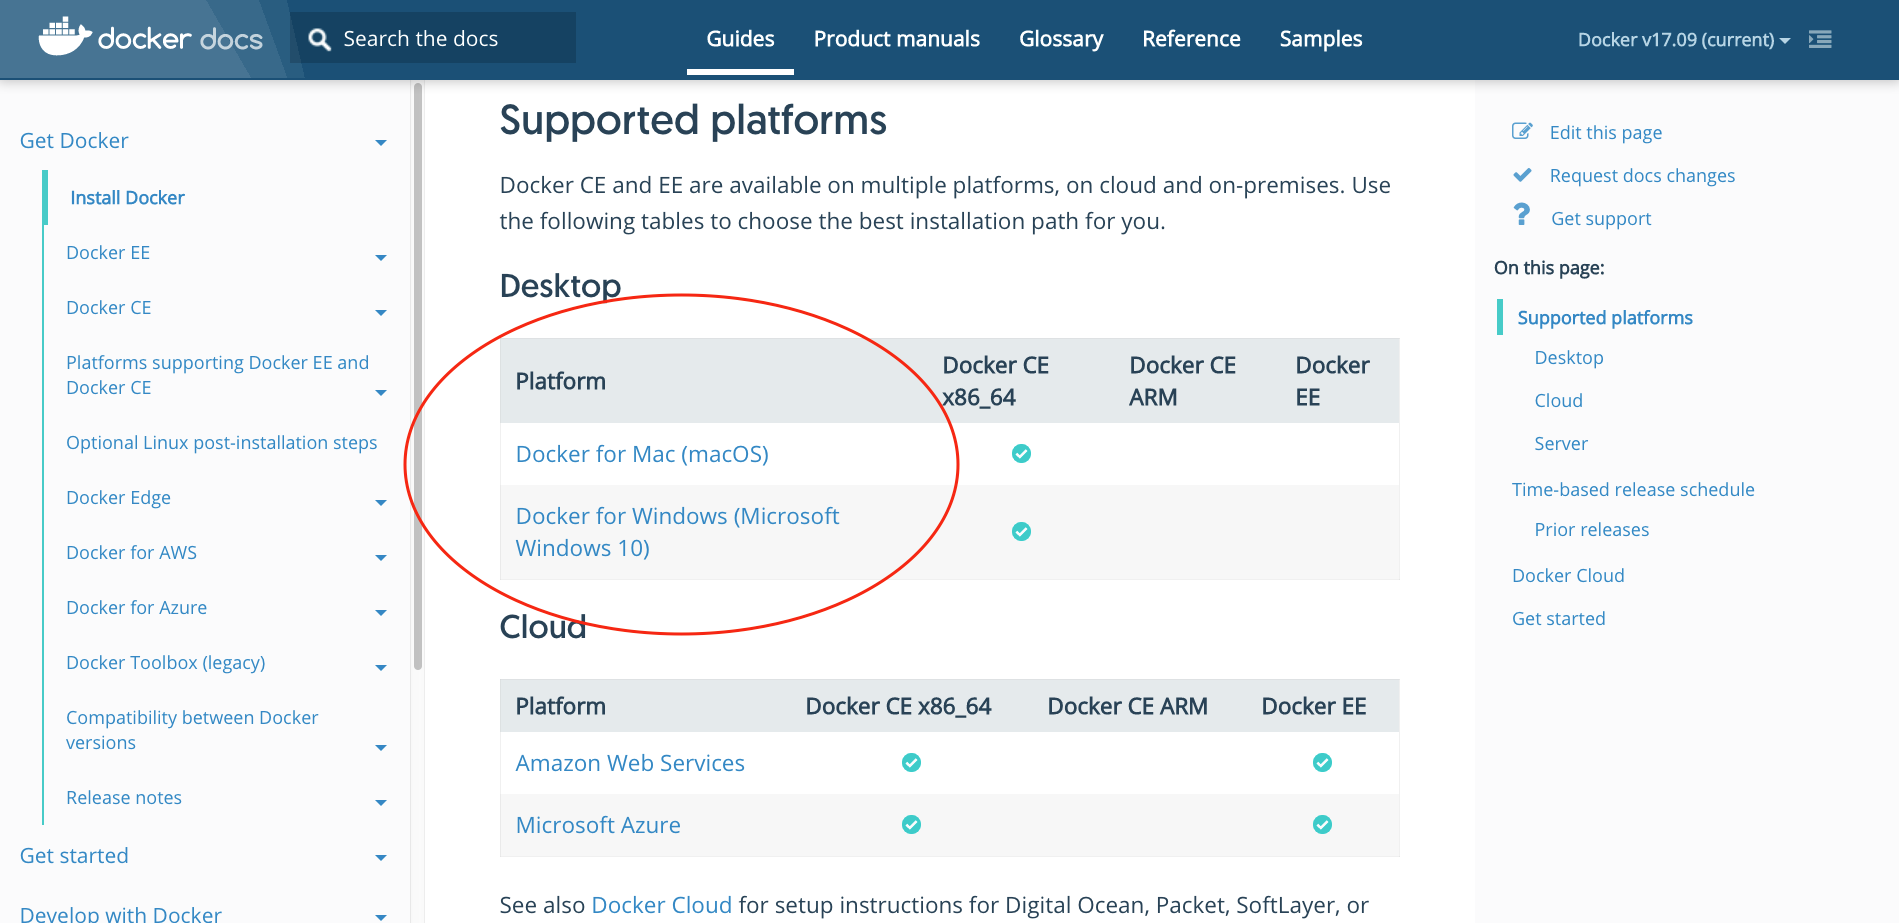 docker docs
Search the docs
Guides
Product manuals
Glossary
Reference
Samples
Docker v17.09 (current)
Get Docker
Install Docker
Docker EE
Docker CE
Platforms supporting Docker EE and
Docker CE
Optional Linux post-installation steps
Docker Edge
Docker for AWS
Docker for Azure
Docker Toolbox (legacy)
Compatibility between Docker
versions
Release notes
Get started
Develop with Docker
Supported platforms
Docker CE and EE are available on multiple platforms, on cloud and on-premises. Use
the following tables to choose the best installation path for you.
Desktop
Platform
Docker CE
x86_64
Docker CE
ARM
Docker
EE
Docker for Mac (macOS)
Docker for Windows (Microsoft
Windows 10)
Cloud
Platform
Docker CE x86_64
Docker CE ARM
Docker EE
Amazon Web Services
Microsoft Azure
See also Docker Cloud for setup instructions for Digital Ocean, Packet, SoftLayer, or
Edit this page
Request docs changes
Get support
On this page:
Supported platforms
Desktop
Cloud
Server
Time-based release schedule
Prior releases
Docker Cloud
Get started